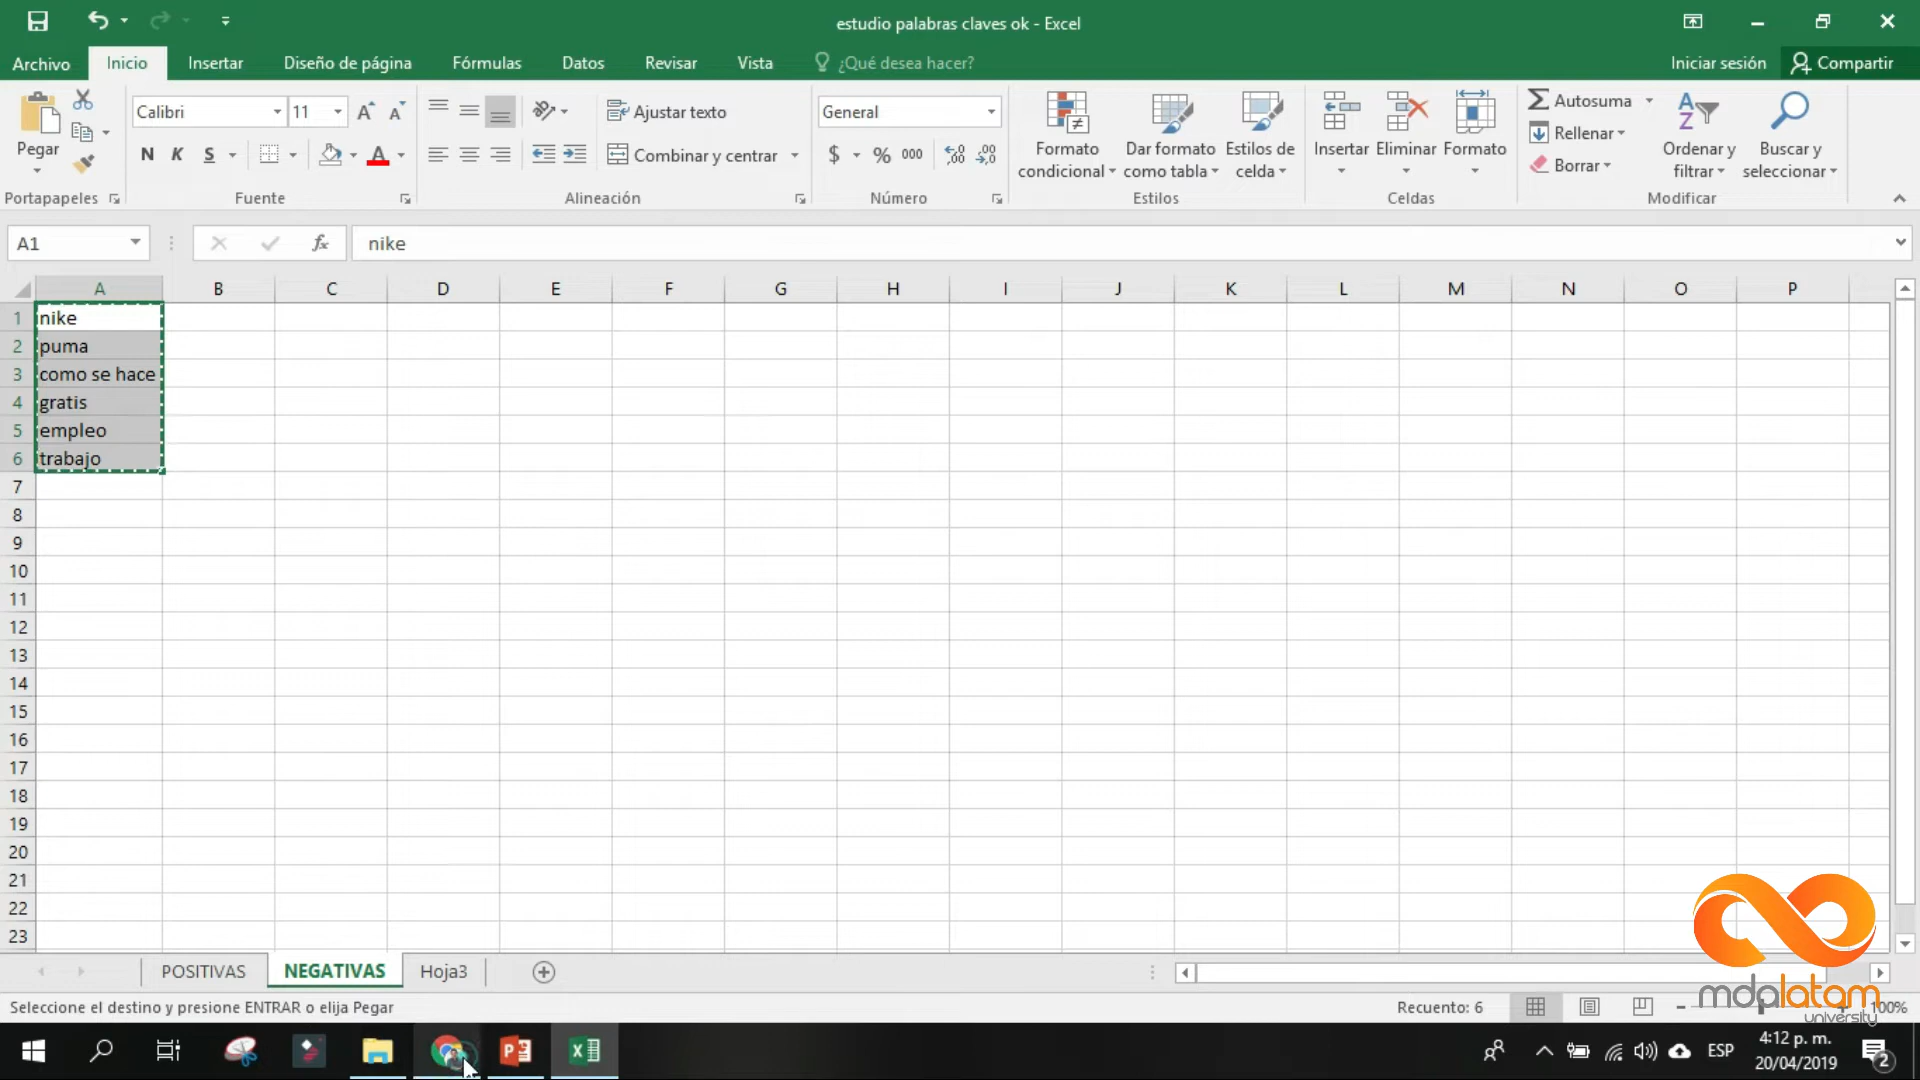 estudio palabras claves ok - Excel
Archivo Inicio Insertar Diseño de página Fórmulas Datos Revisar Vista ¿Qué desea hacer? Iniciar sesión Compartir
Pegar
Portapapeles
Calibri 11
N K S A
Fuente
Ajustar texto
Combinar y centrar
Alineación
General
$ % 000
Número
Formato condicional
Dar formato como tabla
Estilos de celda
Estilos
Insertar Eliminar Formato
Celdas
Autosuma
Rellenar
Borrar
Ordenar y filtrar
Buscar y seleccionar
Modificar
A1 fx nike
A B C D E F G H I J K L M N O P
1 nike
2 puma
3 como se hace
4 gratis
5 empleo
6 trabajo
7
8
9
10
11
12
13
14
15
16
17
18
19
20
21
22
23
POSITIVAS NEGATIVAS Hoja3
Seleccione el destino y presione ENTRAR o elija Pegar
Recuento: 6
100%
mdplatam
university
ESP
4:12 p. m.
20/04/2019
2